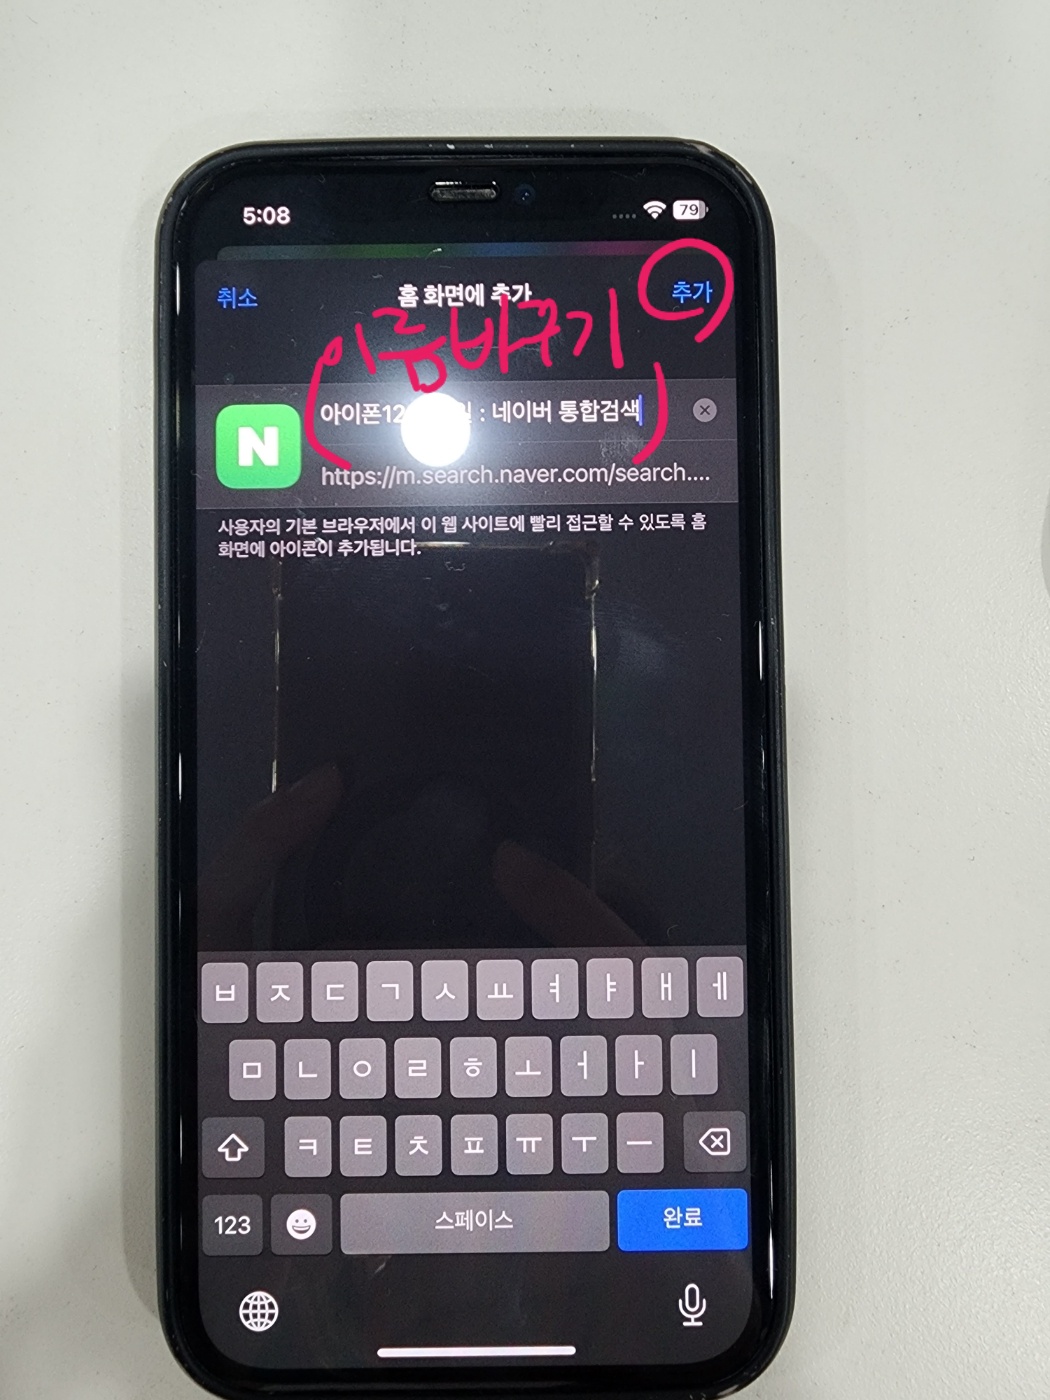 5:08
79
취소
홈 화면에 추가
추가
이름바꾸기
N
아이폰12 : 네이버 통합검색
https://m.search.naver.com/search....
사용자의 기본 브라우저에서 이 웹 사이트에 빨리 접근할 수 있도록 홈
화면에 아이콘이 추가됩니다.
ㅂ ㅈ ㄷ ㄱ ㅅ ㅛ ㅕ ㅑ ㅐ ㅔ
ㅁ ㄴ ㅇ ㄹ ㅎ ㅗ ㅓ ㅏ ㅣ
ㅋ ㅌ ㅊ ㅍ ㅠ ㅜ ㅡ
123
스페이스
완료